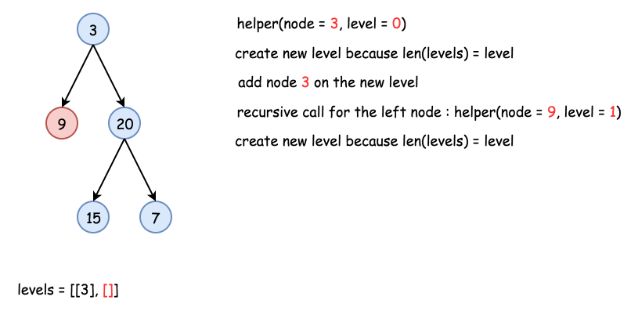 3
helper(node = 3, level = 0)
create new level because len(levels) = level
add node 3 on the new level
recursive call for the left node : helper(node = 9, level = 1)
9
20
create new level because len(levels) = level
15
7
levels = [[3], []]